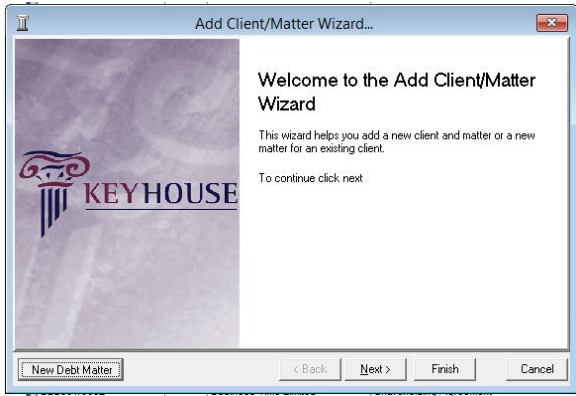 Add Client/Matter Wizard...
Welcome to the Add Client/Matter
Wizard
This wizard helps you add a new client and matter or a new
matter for an existing client.
To continue click next
KEYHOUSE
New Debt Matter
< Back
Next >
Finish
Cancel